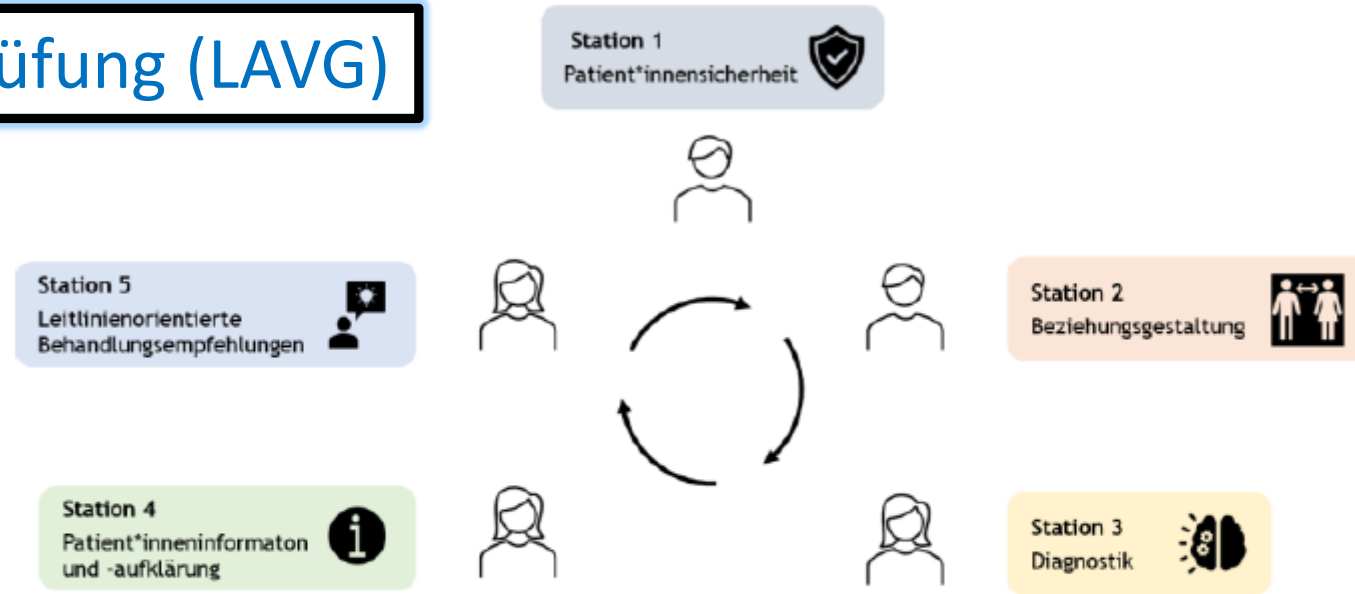 üfung (LAVG)
Station 1
Patient*innensicherheit
Station 2
Beziehungsgestaltung
Station 3
Diagnostik
Station 4
Patient*inneninformaton
und -aufklärung
Station 5
Leitlinienorientierte
Behandlungsempfehlungen